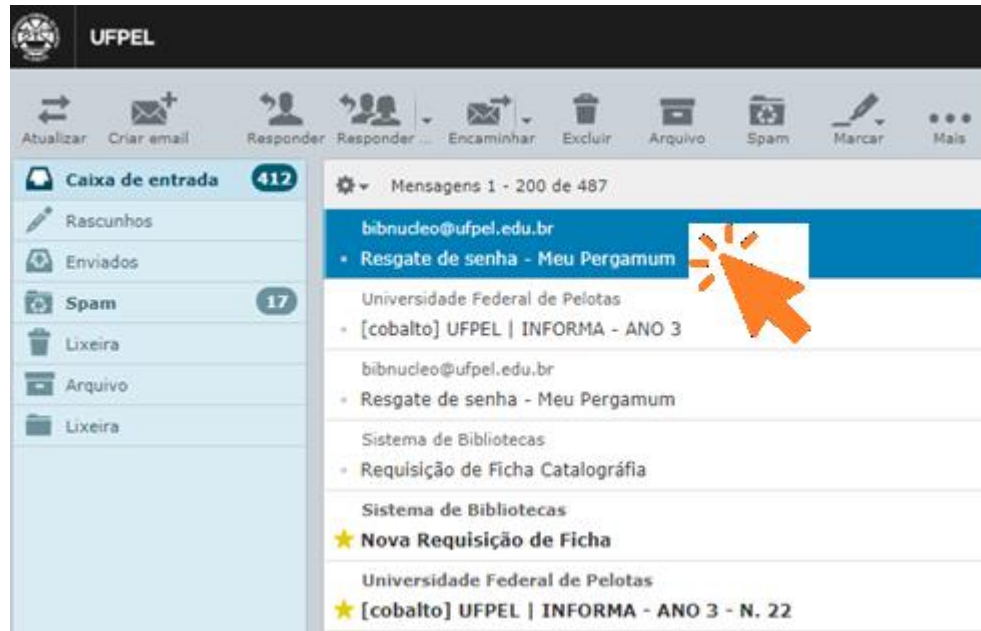 UFPEL
Atualizar Criar email Responder Responder ... Encaminhar Excluir Arquivo Spam Marcar Mais
Caixa de entrada 412
Rascunhos
Enviados
Spam 17
Lixeira
Arquivo
Lixeira
Mensagens 1 - 200 de 487
bibnucleo@ufpel.edu.br
Resgate de senha - Meu Pergamum
Universidade Federal de Pelotas
[cobalto] UFPEL | INFORMA - ANO 3
bibnucleo@ufpel.edu.br
Resgate de senha - Meu Pergamum
Sistema de Bibliotecas
Requisição de Ficha Catalográfia
Sistema de Bibliotecas
Nova Requisição de Ficha
Universidade Federal de Pelotas
[cobalto] UFPEL | INFORMA - ANO 3 - N. 22